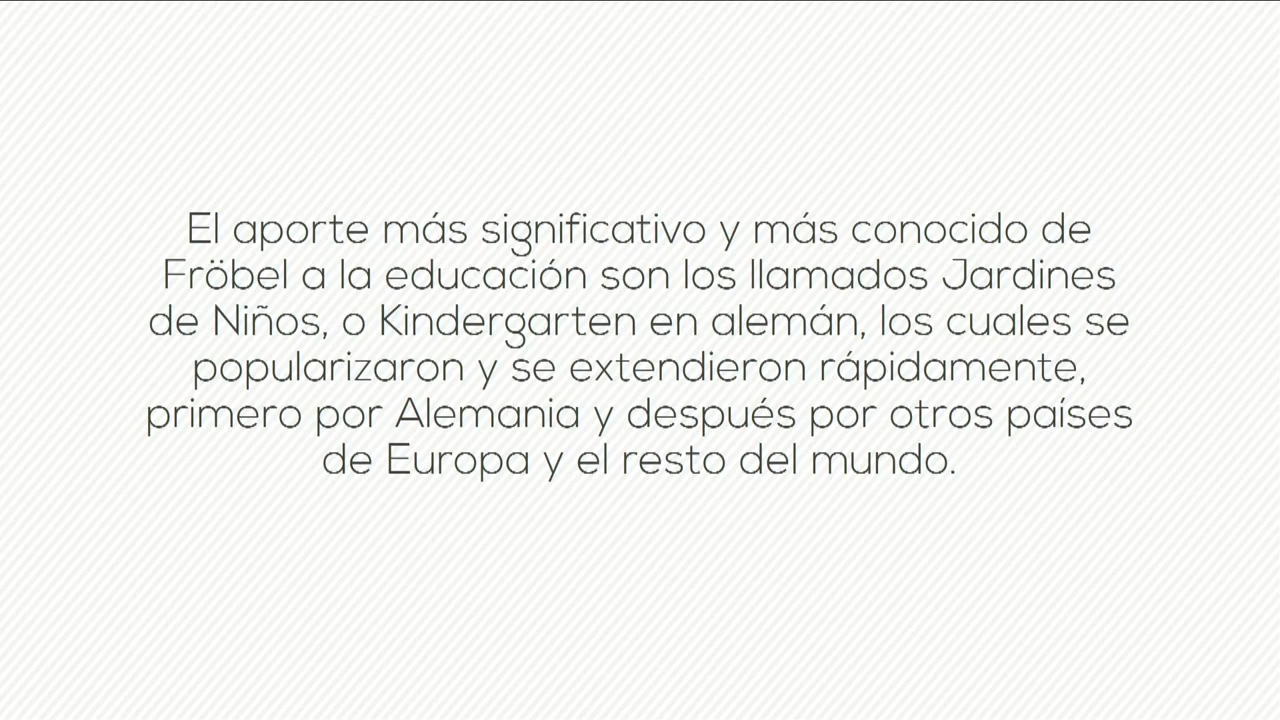 El aporte más significativo y más conocido de
Fröbel a la educación son los llamados Jardines
de Niños, o Kindergarten en alemán, los cuales se
popularizaron y se extendieron rápidamente,
primero por Alemania y después por otros países
de Europa y el resto del mundo.